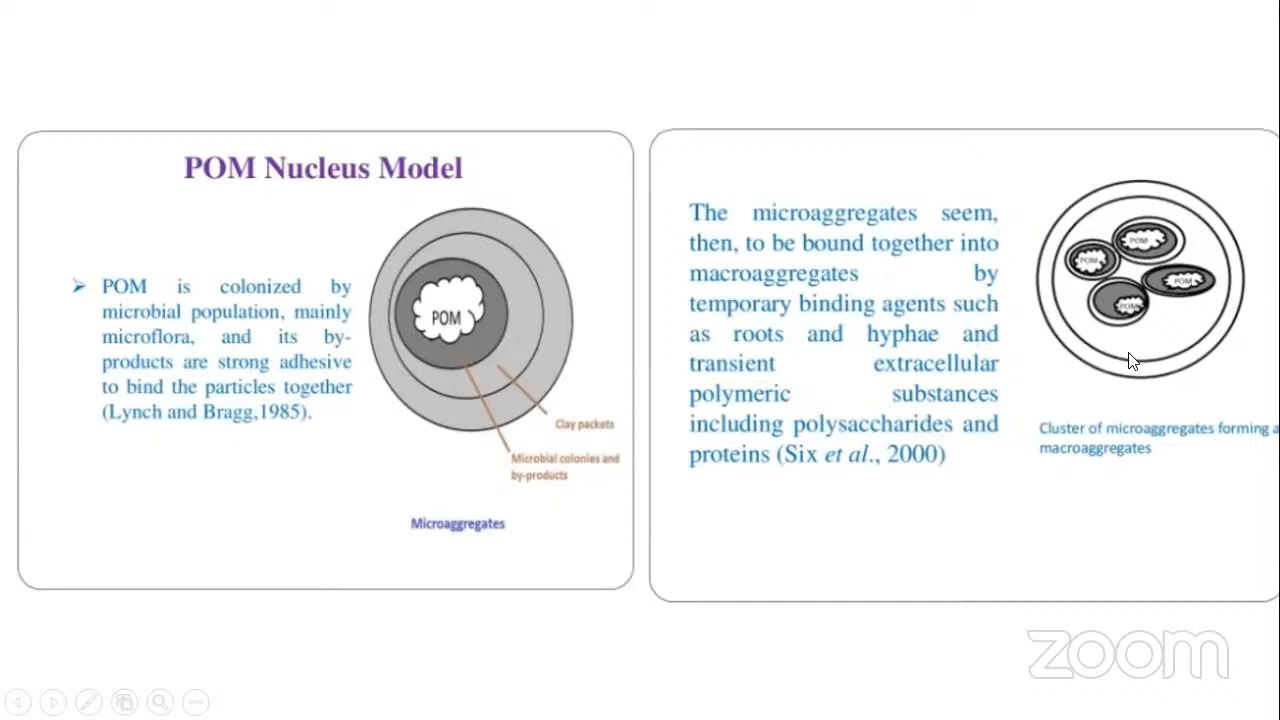 POM Nucleus Model
➢ POM is colonized by
microbial population, mainly
microflora, and its by-
products are strong adhesive
to bind the particles together
(Lynch and Bragg,1985).
POM
Clay packets
Microbial colonies and
by-products
Microaggregates
The microaggregates seem,
then, to be bound together into
macroaggregates by
temporary binding agents such
as roots and hyphae and
transient extracellular
polymeric substances
including polysaccharides and
proteins (Six et al., 2000)
POM
POM
POM
POM
Cluster of microaggregates forming a
macroaggregates
zoom